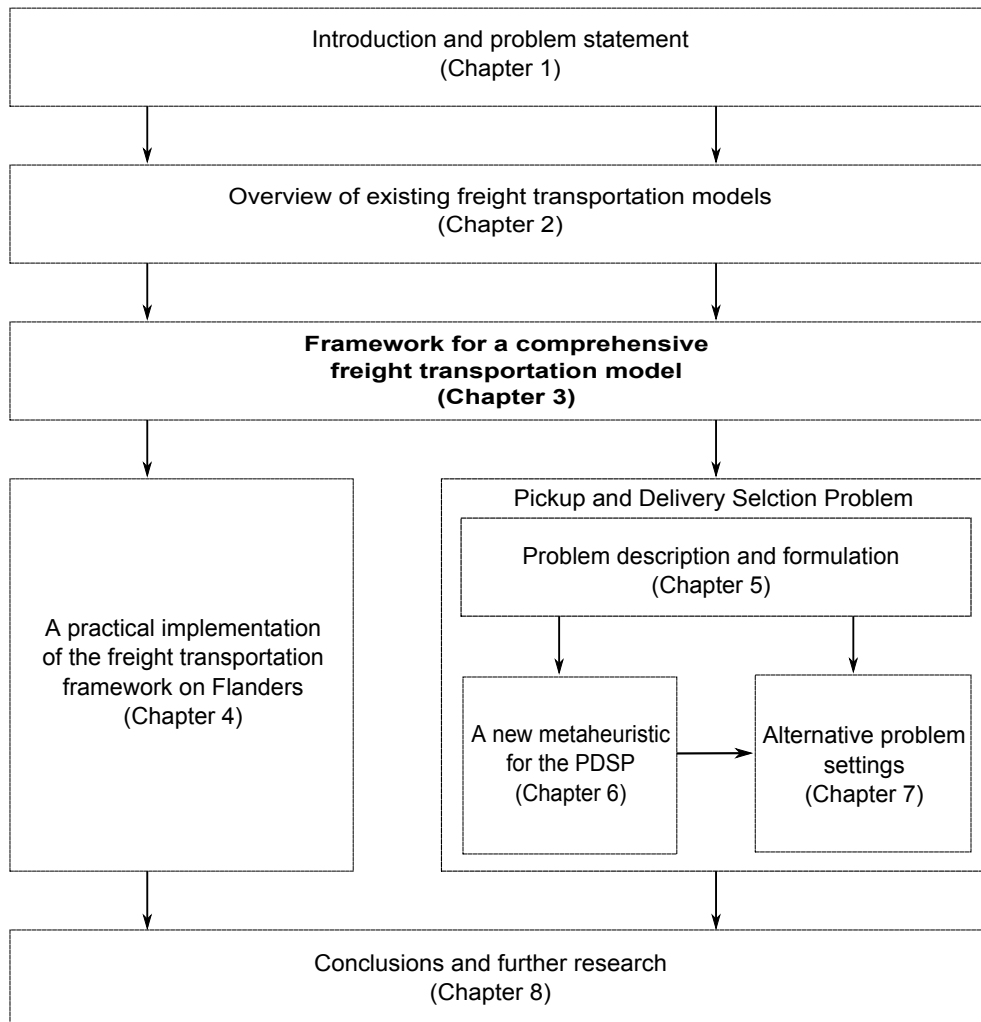 Introduction and problem statement
(Chapter 1)
Overview of existing freight transportation models
(Chapter 2)
Framework for a comprehensive
freight transportation model
(Chapter 3)
A practical implementation
of the freight transportation
framework on Flanders
(Chapter 4)
Pickup and Delivery Selction Problem
Problem description and formulation
(Chapter 5)
A new metaheuristic
for the PDSP
(Chapter 6)
Alternative problem
settings
(Chapter 7)
Conclusions and further research
(Chapter 8)